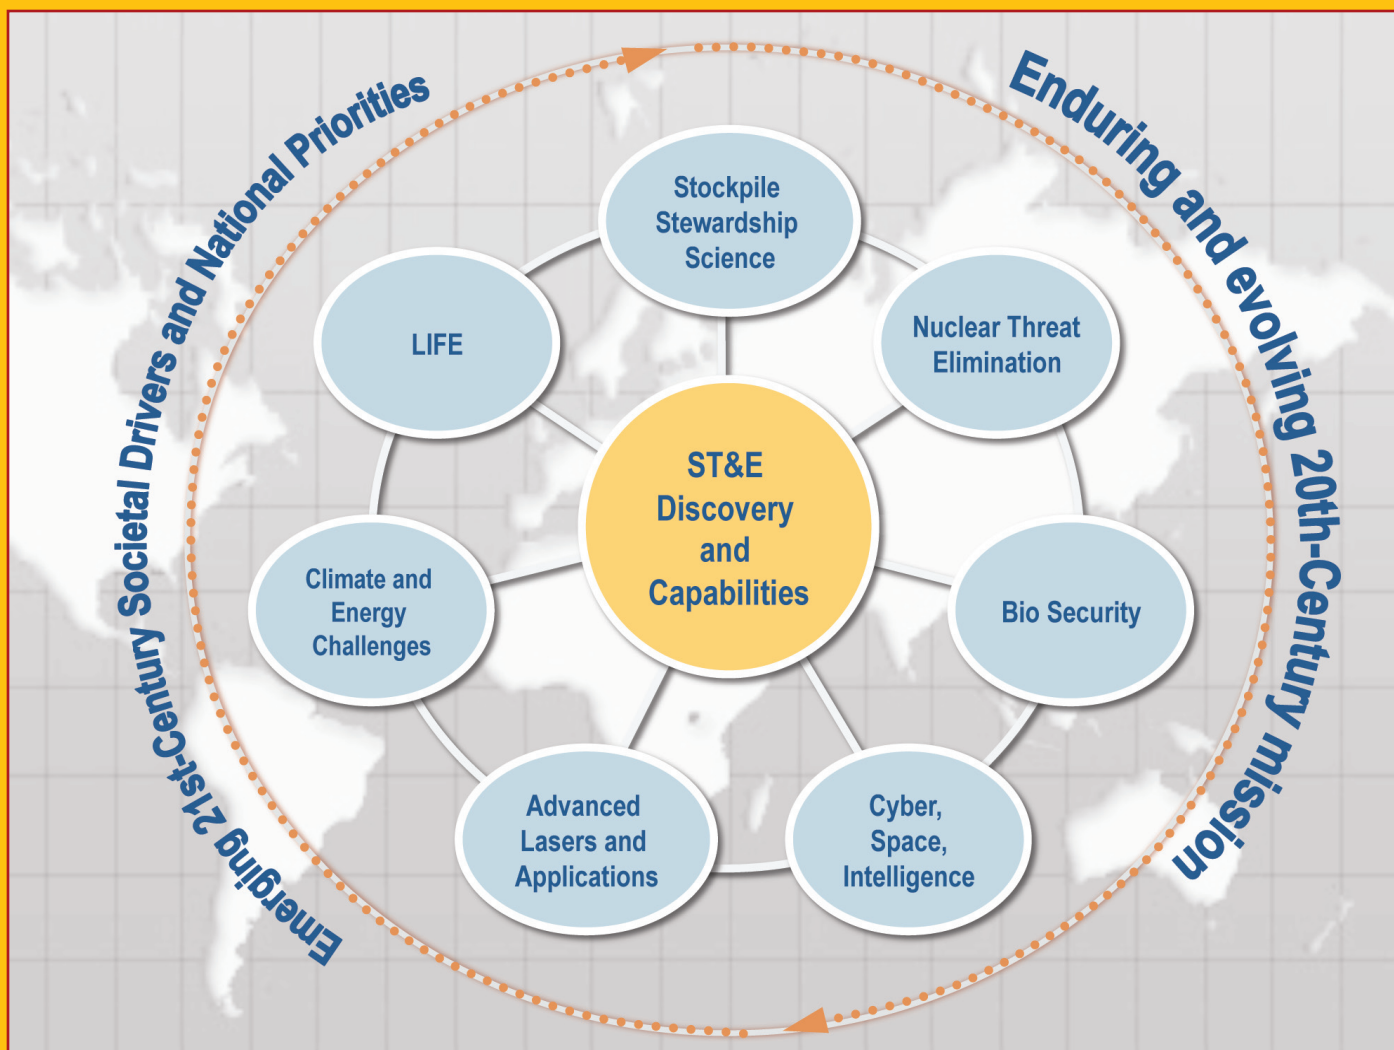 Emerging 21st-Century Societal Drivers and National Priorities
Enduring and evolving 20th-Century mission
Stockpile
Stewardship
Science
Nuclear Threat
Elimination
Bio Security
Cyber,
Space,
Intelligence
Advanced
Lasers and
Applications
Climate and
Energy
Challenges
LIFE
ST&E
Discovery
and
Capabilities